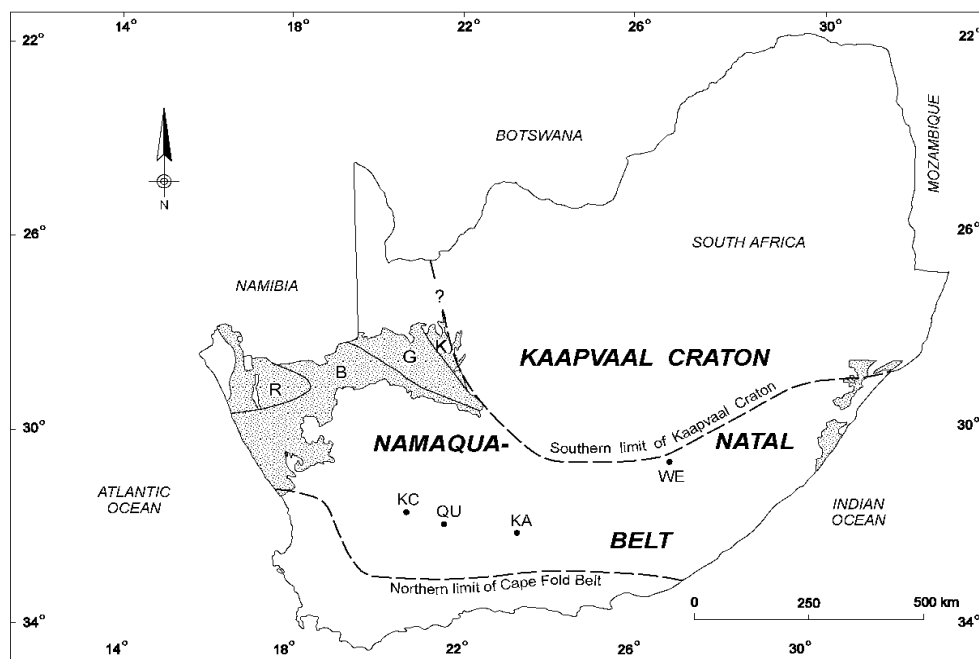 14° 18° 22° 26° 30°
22° 22°
BOTSWANA
MOZAMBIQUE
N
26° 26°
SOUTH AFRICA
NAMIBIA
?
K
G
KAAPVAAL CRATON
B
R
30° 30°
NAMAQUA-
Southern limit of Kaapvaal Craton
NATAL
WE
ATLANTIC
OCEAN
INDIAN
OCEAN
KC
QU
KA
BELT
Northern limit of Cape Fold Belt
0 250 500 km
34° 34°
14° 18° 22° 26° 30°